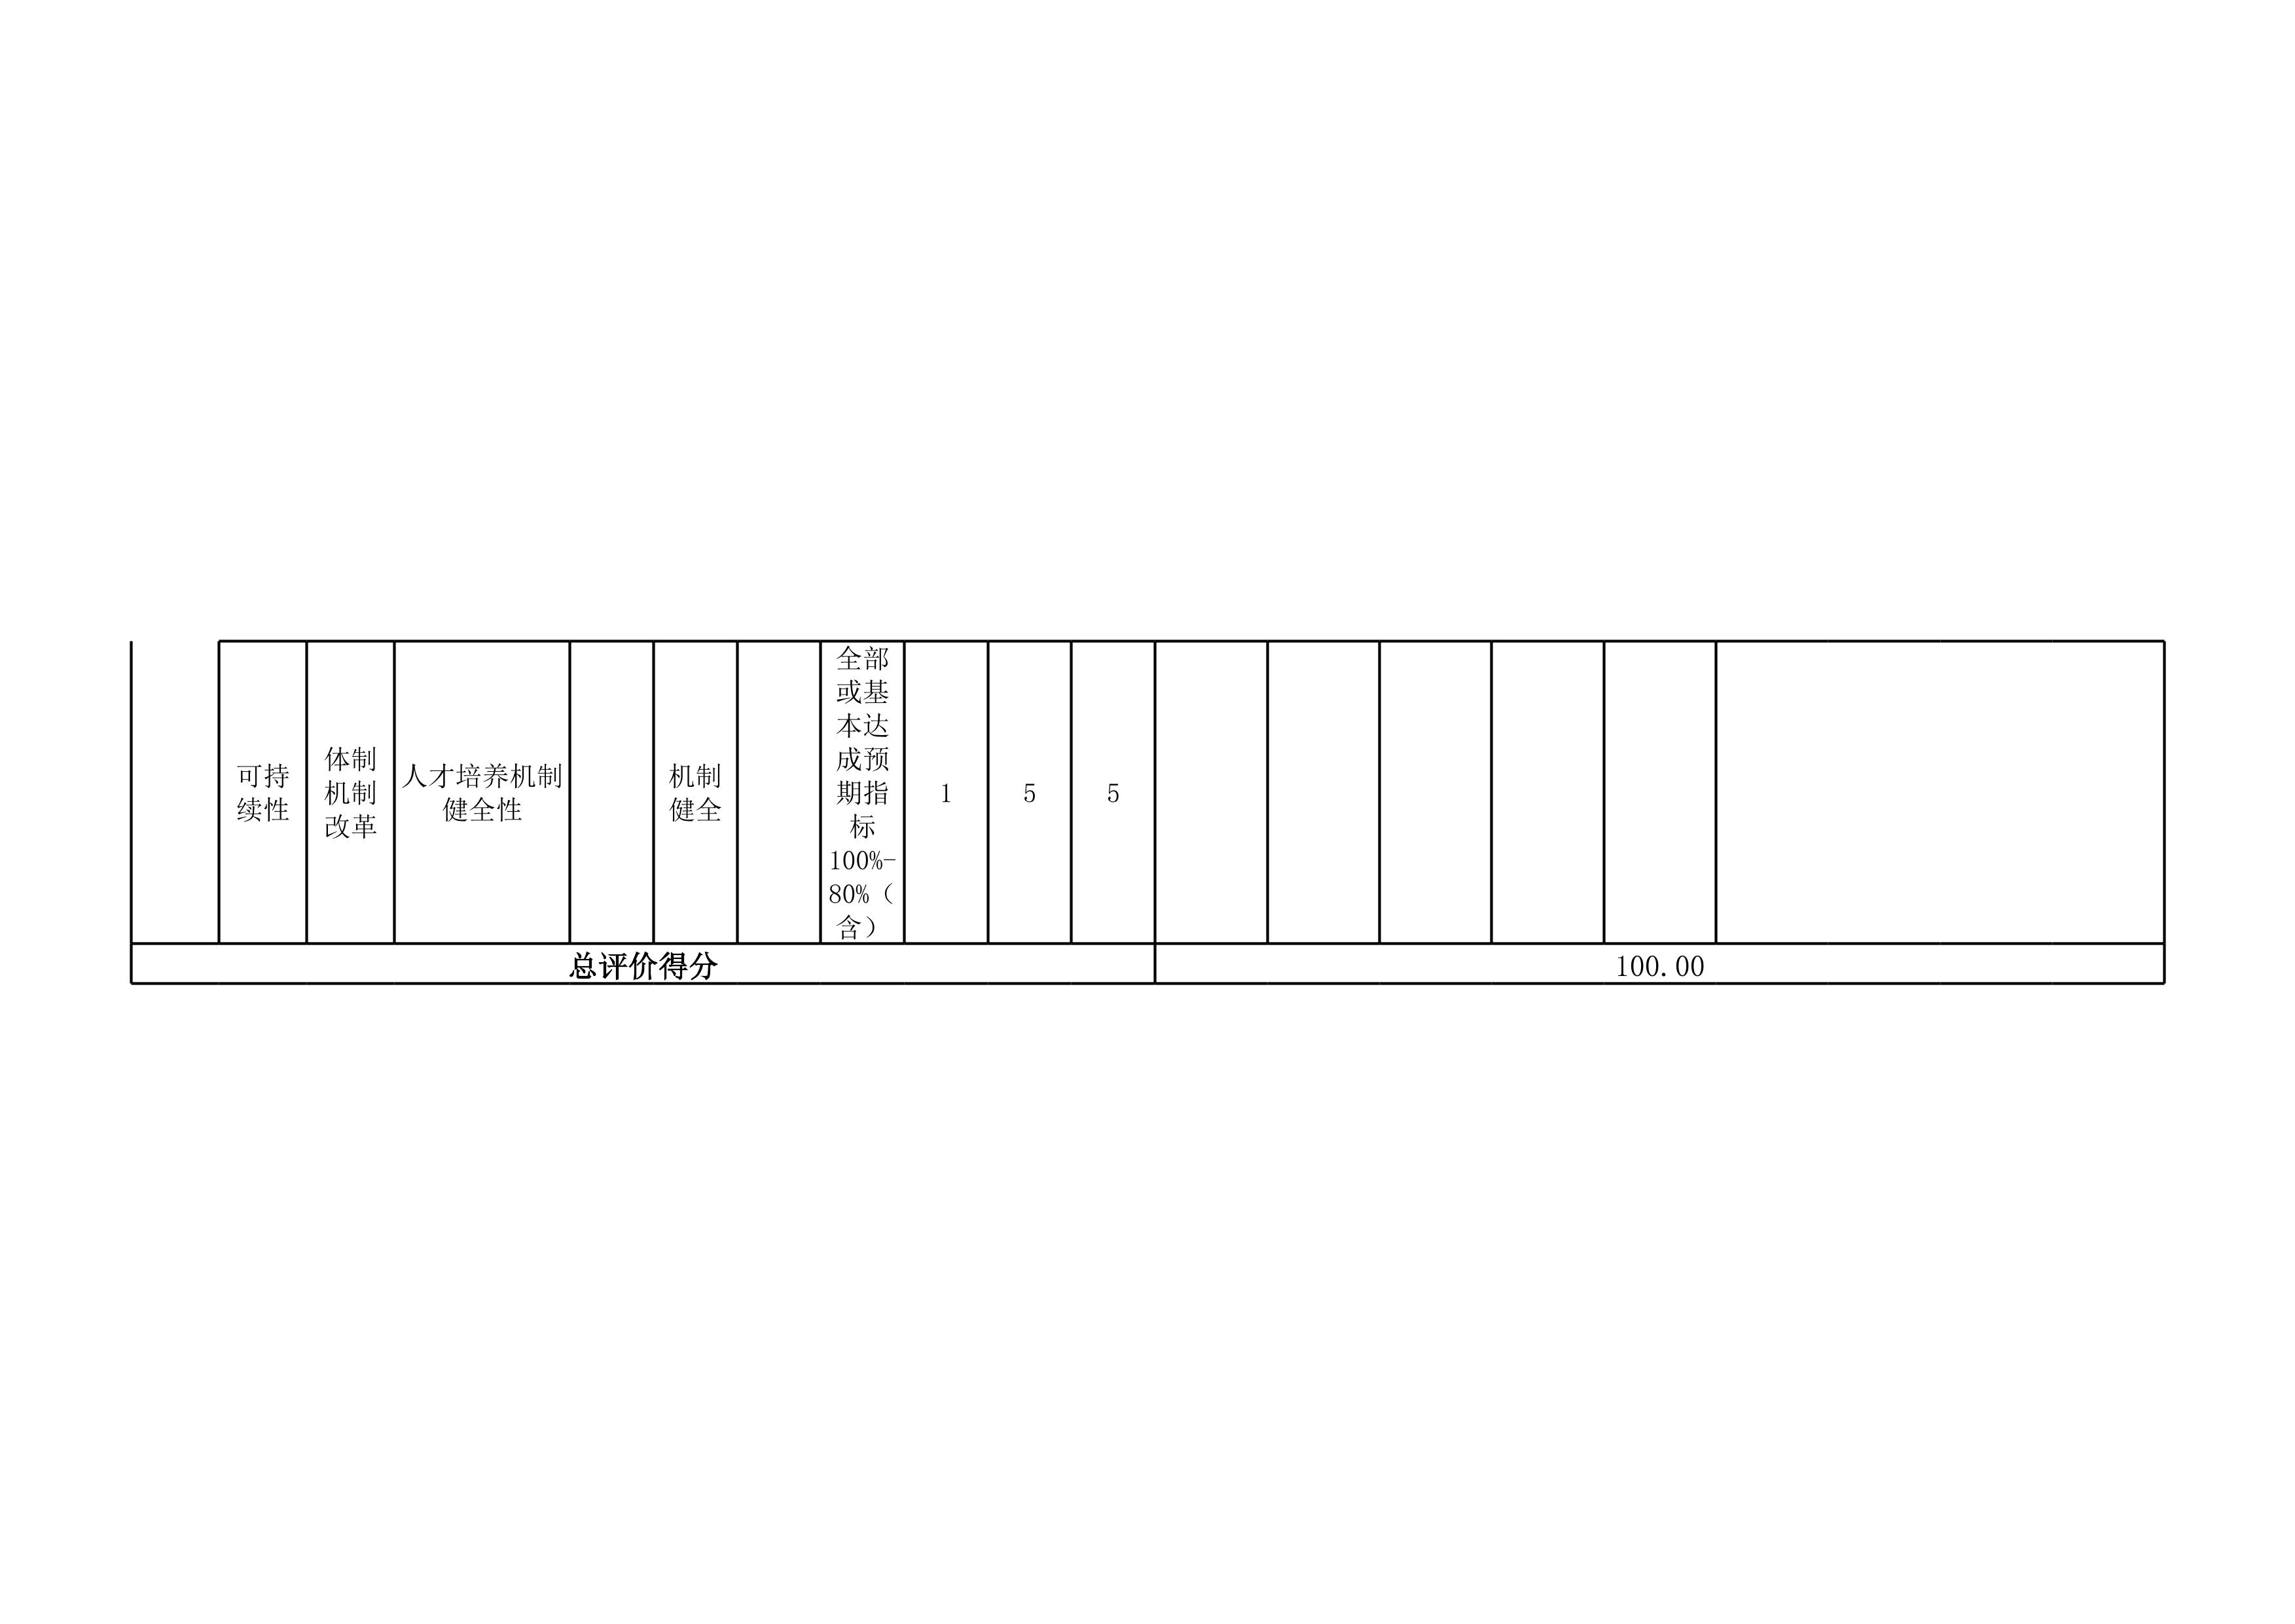 可持
续性
体制
机制
改革
人才培养机制
健全性
机制
健全
全部
或基
本达
成预
期指
标
100%-
80%（
含）
1
5
5
总评价得分
100.00